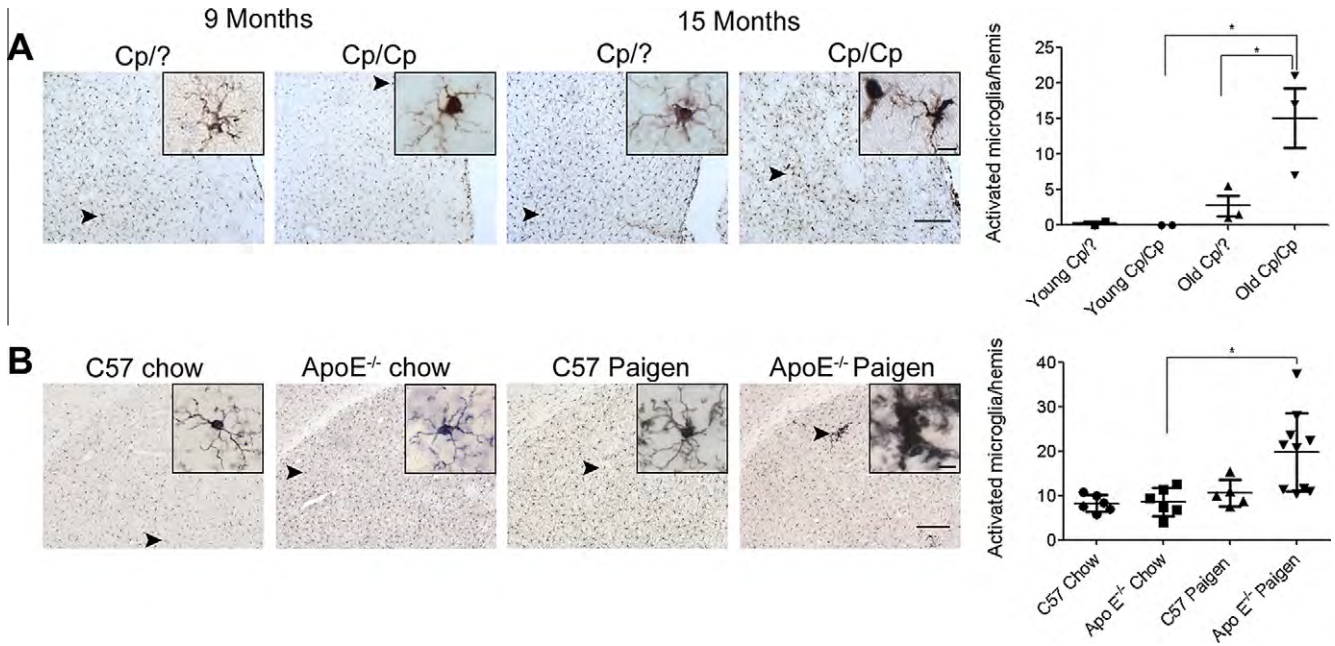 9 Months 15 Months
A
Cp/? Cp/Cp Cp/? Cp/Cp
Activated microglia/hemis
25
20
15
10
5
0
* 
*
Young Cp/?
Young Cp/Cp
Old Cp/?
Old Cp/Cp
B
C57 chow ApoE-/- chow C57 Paigen ApoE-/- Paigen
Activated microglia/hemis
40
30
20
10
0
*
C57 Chow
Apo E-/- Chow
C57 Paigen
Apo E-/- Paigen